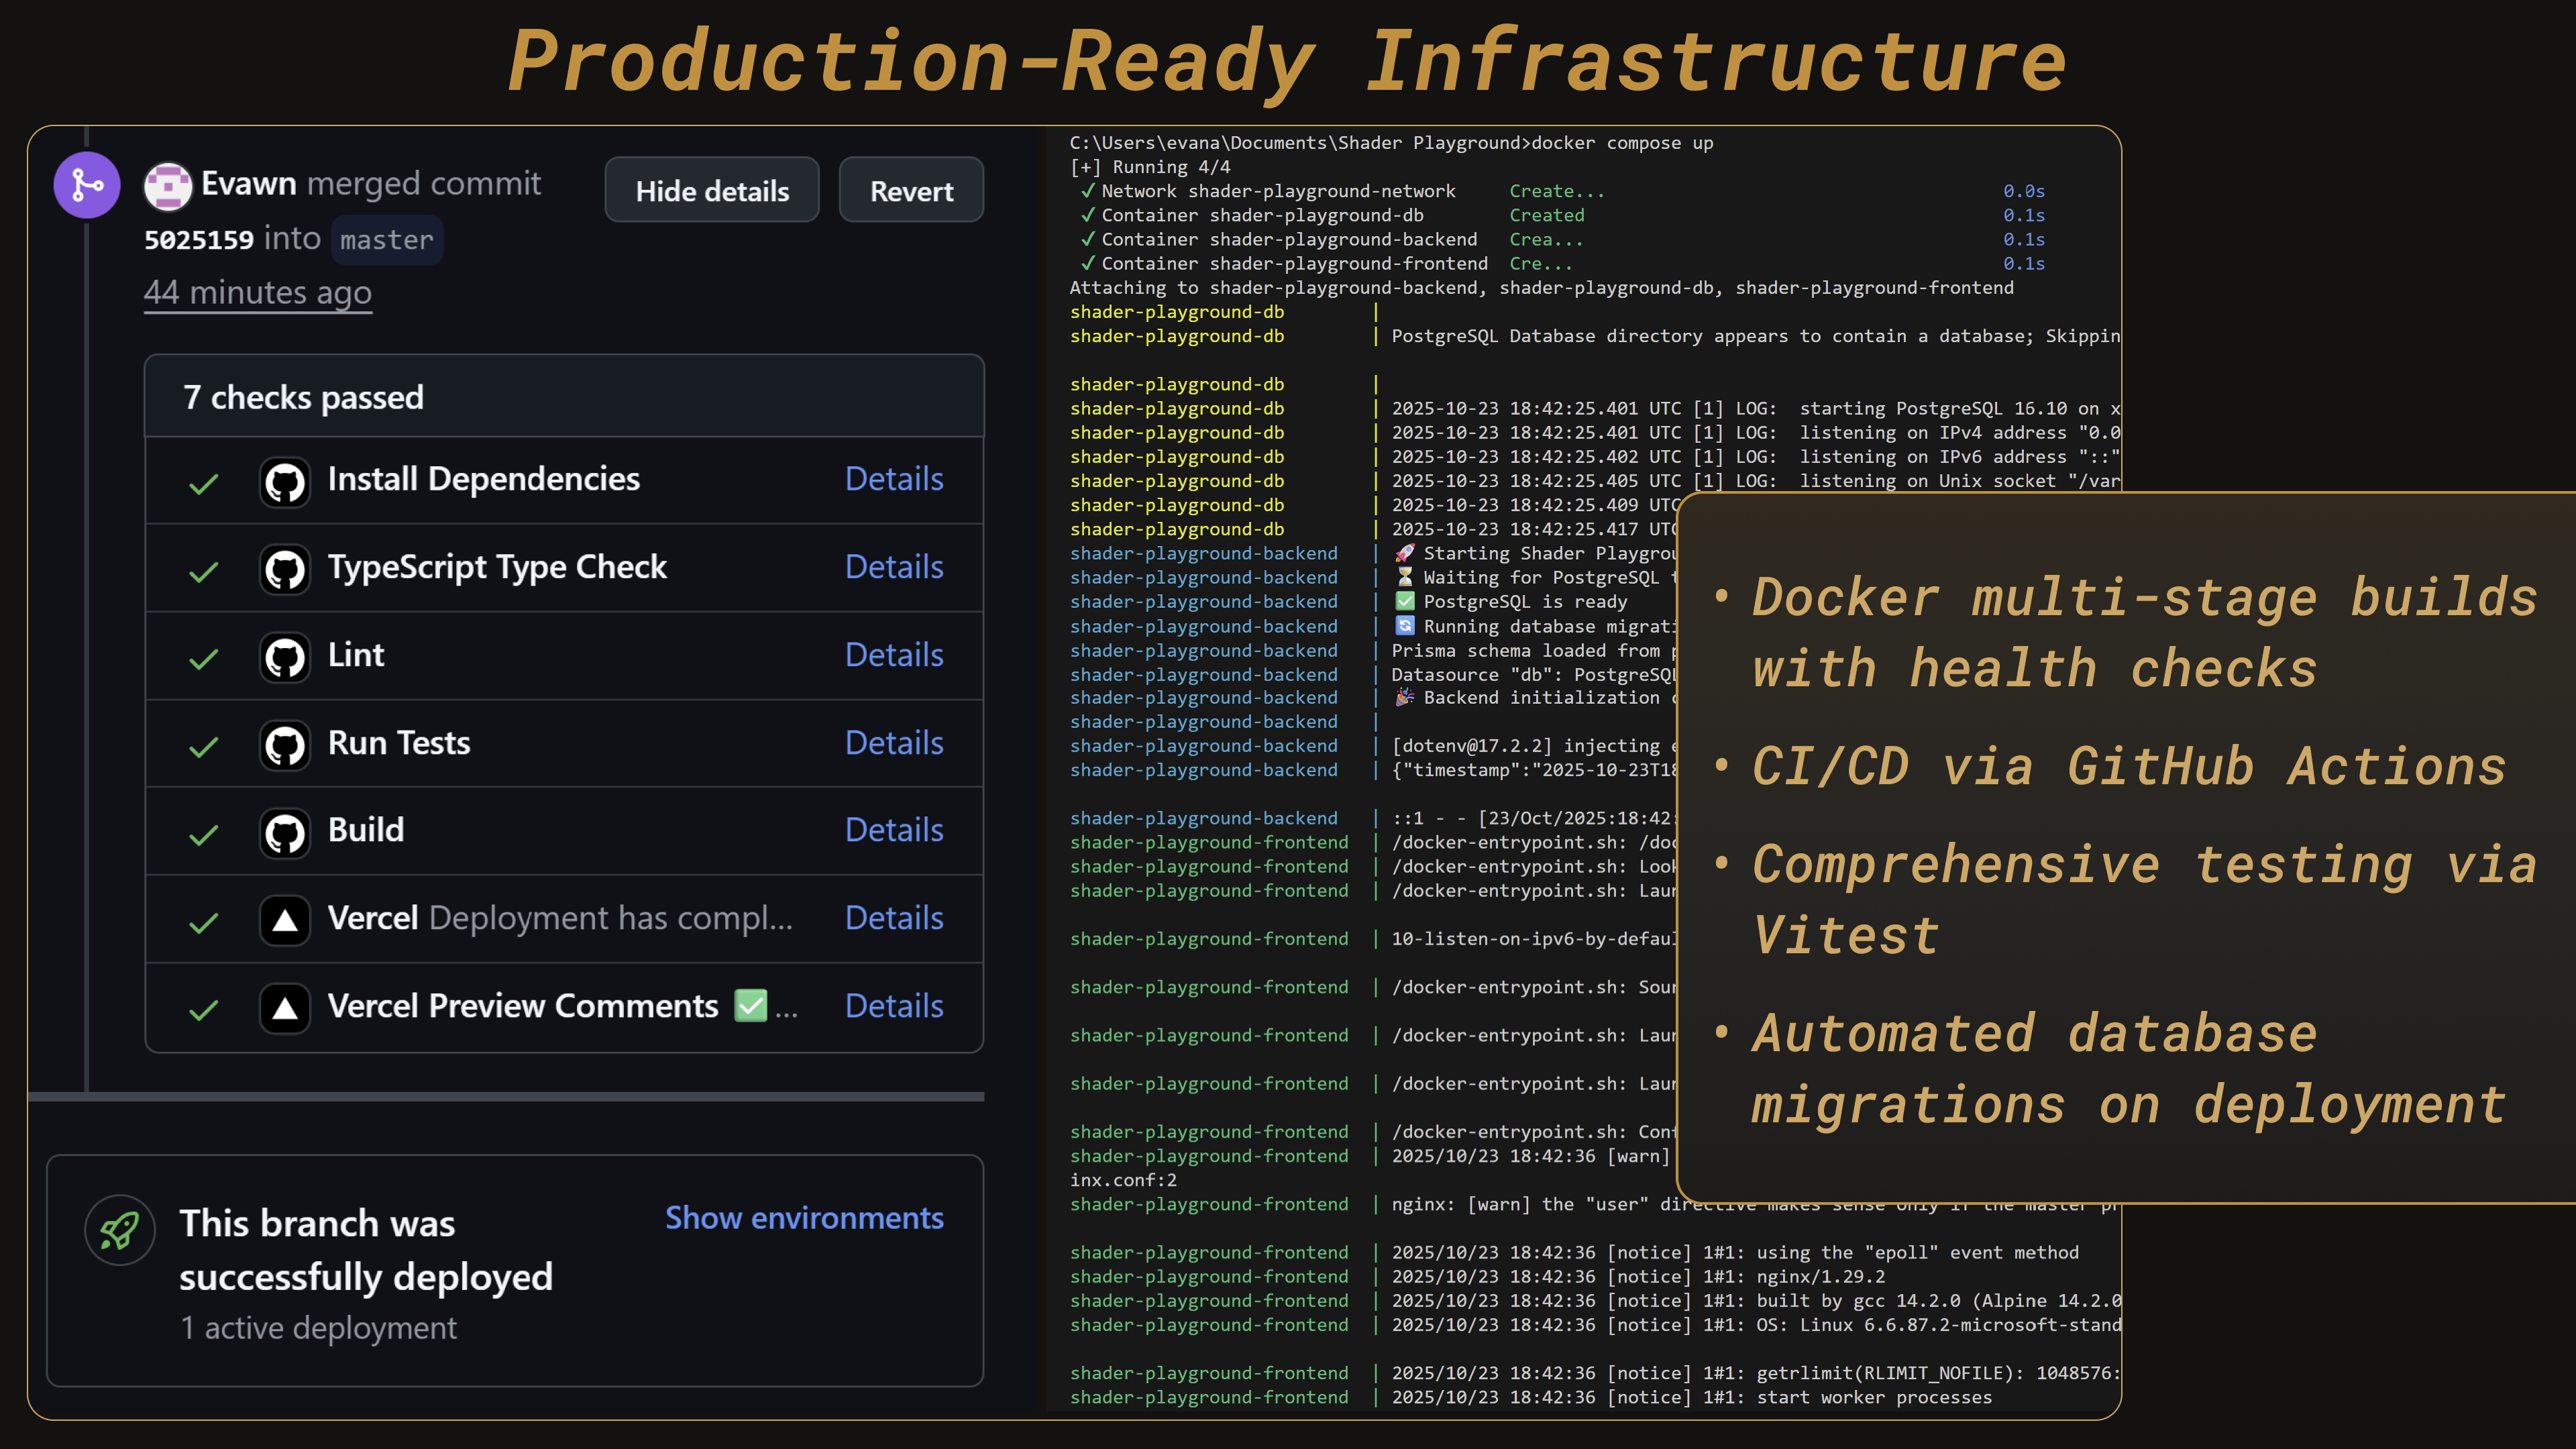 Production-Ready Infrastructure
Evawn merged commit
5025159 into master
44 minutes ago
Hide details
Revert
7 checks passed
Install Dependencies Details
TypeScript Type Check Details
Lint Details
Run Tests Details
Build Details
Vercel Deployment has compl... Details
Vercel Preview Comments ✅ ... Details
This branch was
successfully deployed
1 active deployment
Show environments
C:\Users\evana\Documents\Shader Playground>docker compose up
[+] Running 4/4
✓ Network shader-playground-network Create... 0.0s
✓ Container shader-playground-db Created 0.1s
✓ Container shader-playground-backend Crea... 0.1s
✓ Container shader-playground-frontend Cre... 0.1s
Attaching to shader-playground-backend, shader-playground-db, shader-playground-frontend
shader-playground-db |
shader-playground-db | PostgreSQL Database directory appears to contain a database; Skippin
shader-playground-db |
shader-playground-db | 2025-10-23 18:42:25.401 UTC [1] LOG: starting PostgreSQL 16.10 on x
shader-playground-db | 2025-10-23 18:42:25.401 UTC [1] LOG: listening on IPv4 address "0.0
shader-playground-db | 2025-10-23 18:42:25.402 UTC [1] LOG: listening on IPv6 address "::"
shader-playground-db | 2025-10-23 18:42:25.405 UTC [1] LOG: listening on Unix socket "/var
shader-playground-db | 2025-10-23 18:42:25.409 UTC
shader-playground-db | 2025-10-23 18:42:25.417 UTC
shader-playground-backend | 🚀 Starting Shader Playgrou
shader-playground-backend | ⏳ Waiting for PostgreSQL t
shader-playground-backend | ✅ PostgreSQL is ready
shader-playground-backend | 🔄 Running database migrati
shader-playground-backend | Prisma schema loaded from p
shader-playground-backend | Datasource "db": PostgreSQL
shader-playground-backend | 🎉 Backend initialization c
shader-playground-backend |
shader-playground-backend | [dotenv@17.2.2] injecting e
shader-playground-backend | {"timestamp":"2025-10-23T18
shader-playground-backend | ::1 - - [23/Oct/2025:18:42:
shader-playground-frontend | /docker-entrypoint.sh: /doc
shader-playground-frontend | /docker-entrypoint.sh: Look
shader-playground-frontend | /docker-entrypoint.sh: Laun
shader-playground-frontend | 10-listen-on-ipv6-by-defaul
shader-playground-frontend | /docker-entrypoint.sh: Sour
shader-playground-frontend | /docker-entrypoint.sh: Laun
shader-playground-frontend | /docker-entrypoint.sh: Laun
shader-playground-frontend | /docker-entrypoint.sh: Conf
shader-playground-frontend | 2025/10/23 18:42:36 [warn]
inx.conf:2
shader-playground-frontend | nginx: [warn] the "user" directive makes sense only if the master pr
shader-playground-frontend | 2025/10/23 18:42:36 [notice] 1#1: using the "epoll" event method
shader-playground-frontend | 2025/10/23 18:42:36 [notice] 1#1: nginx/1.29.2
shader-playground-frontend | 2025/10/23 18:42:36 [notice] 1#1: built by gcc 14.2.0 (Alpine 14.2.0
shader-playground-frontend | 2025/10/23 18:42:36 [notice] 1#1: OS: Linux 6.6.87.2-microsoft-stand
shader-playground-frontend | 2025/10/23 18:42:36 [notice] 1#1: getrlimit(RLIMIT_NOFILE): 1048576:
shader-playground-frontend | 2025/10/23 18:42:36 [notice] 1#1: start worker processes
• Docker multi-stage builds
with health checks
• CI/CD via GitHub Actions
• Comprehensive testing via
Vitest
• Automated database
migrations on deployment